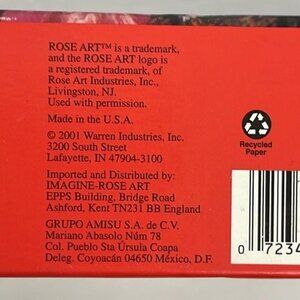 ROSE ART™ is a trademark,
and the ROSE ART logo is
a registered trademark, of
Rose Art Industries, Inc.,
Livingston, NJ.
Used with permission.
Made in the U.S.A.
© 2001 Warren Industries, Inc.
3200 South Street
Lafayette, IN 47904-3100
Imported and Distributed by:
IMAGINE-ROSE ART
EPPS Building, Bridge Road
Ashford, Kent TN231 BB England
GRUPO AMISU S.A. de C.V.
Mariano Abasolo Núm 78
Col. Pueblo Sta Úrsula Coapa
Deleg. Coyoacán 04650 México, D.F.
Recycled
Paper
0 7234